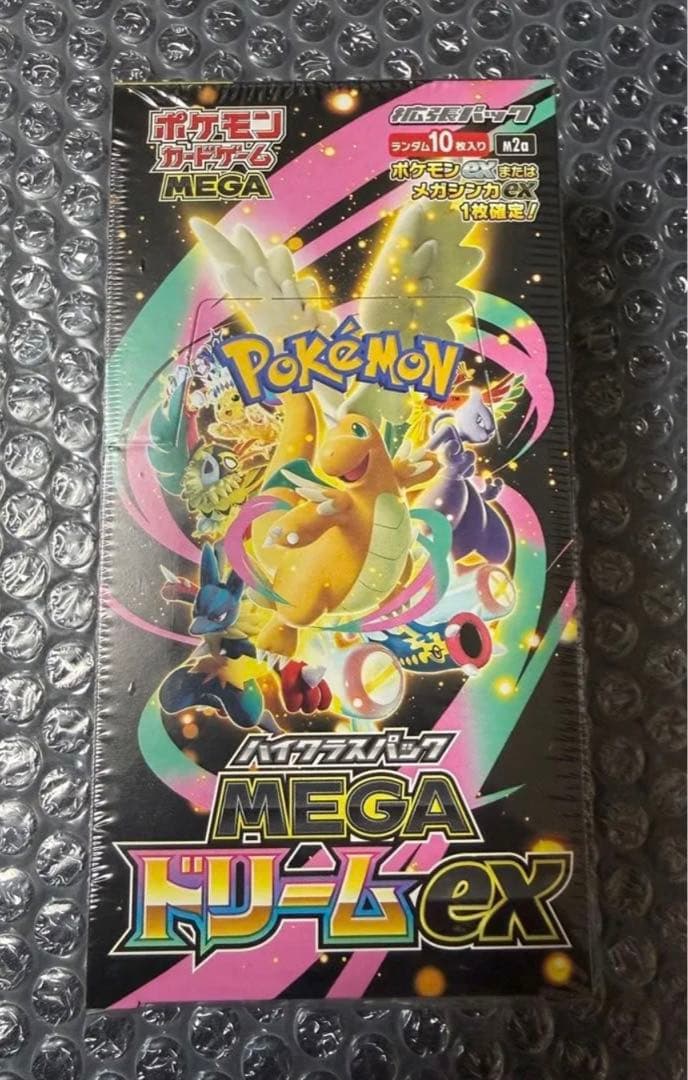 ポケモン
カードゲーム
MEGA
拡張パック
ランダム10枚入り M2a
ポケモンexまたは
メガシンカex
1枚確定!
POKéMON
TM
ハイクラスパック
MEGA
ドリームex